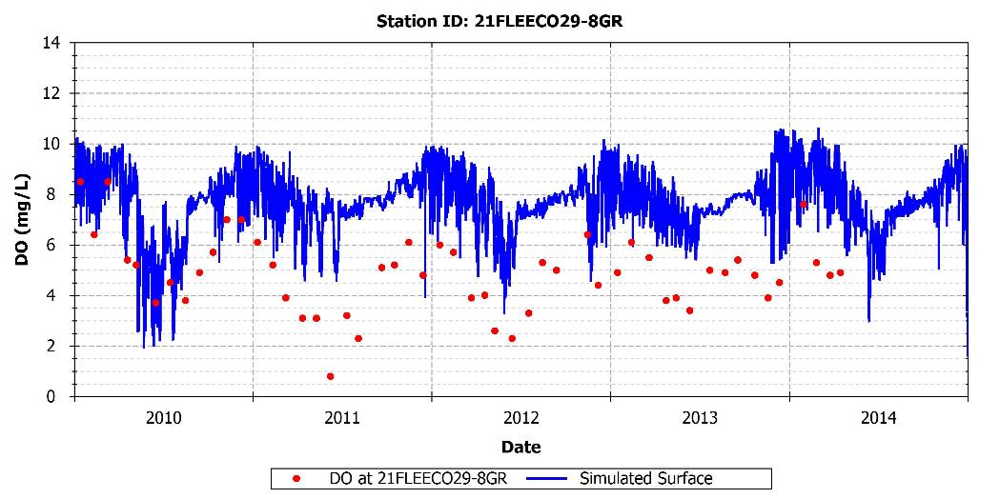 Station ID: 21FLEECO29-8GR
14
12
10
8
6
4
2
0
DO (mg/L)
2010 2011 2012 2013 2014
Date
DO at 21FLEECO29-8GR Simulated Surface